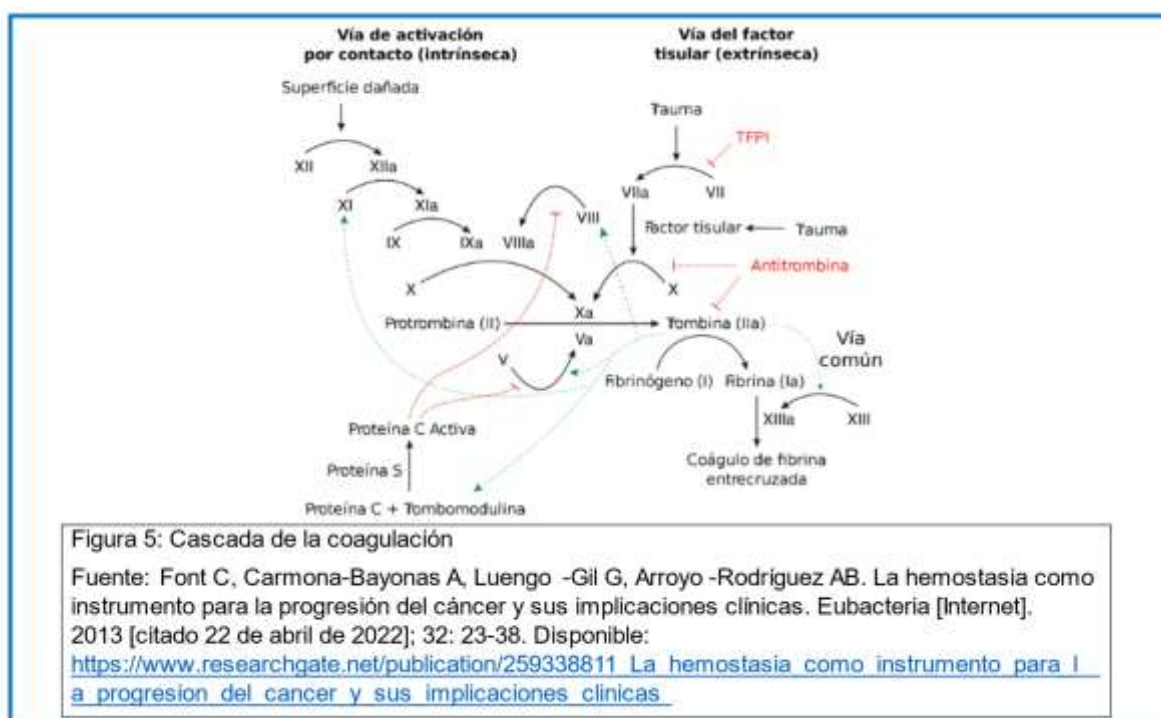 Vía de activación
por contacto (intrínseca)
Vía del factor
tisular (extrínseca)
Superficie dañada
Tauma
TFPI
XII
XIIa
XI
XIa
IX
IXa
VIIIa
VIII
VIIa
VII
Factor tisular
Tauma
Antitrombina
X
Xa
X
Protrombina (II)
Va
Tombina (IIa)
Vía
común
V
Fibrinógeno (I)
Fibrina (Ia)
XIIIa
XIII
Proteína C Activa
Proteína S
Coágulo de fibrina
entrecruzada
Proteína C + Tombomodulina
Figura 5: Cascada de la coagulación
Fuente: Font C, Carmona-Bayonas A, Luengo -Gil G, Arroyo -Rodríguez AB. La hemostasia como
instrumento para la progresión del cáncer y sus implicaciones clínicas. Eubacteria [Internet].
2013 [citado 22 de abril de 2022]; 32: 23-38. Disponible:
https://www.researchgate.net/publication/259338811_La_hemostasia_como_instrumento_para_l
a_progresion_del_cancer_y_sus_implicaciones_clinicas_